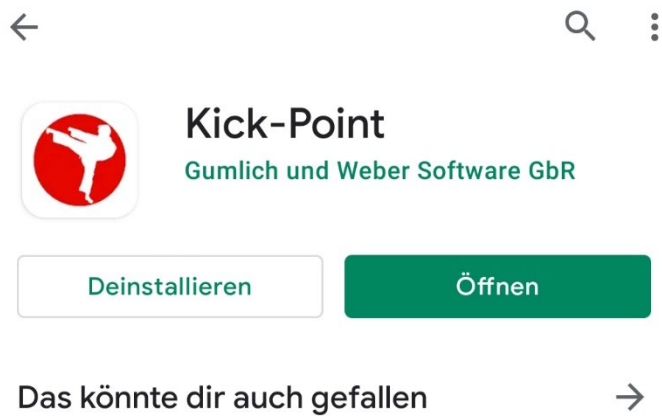 Kick-Point
Gumlich und Weber Software GbR
Deinstallieren
Öffnen
Das könnte dir auch gefallen